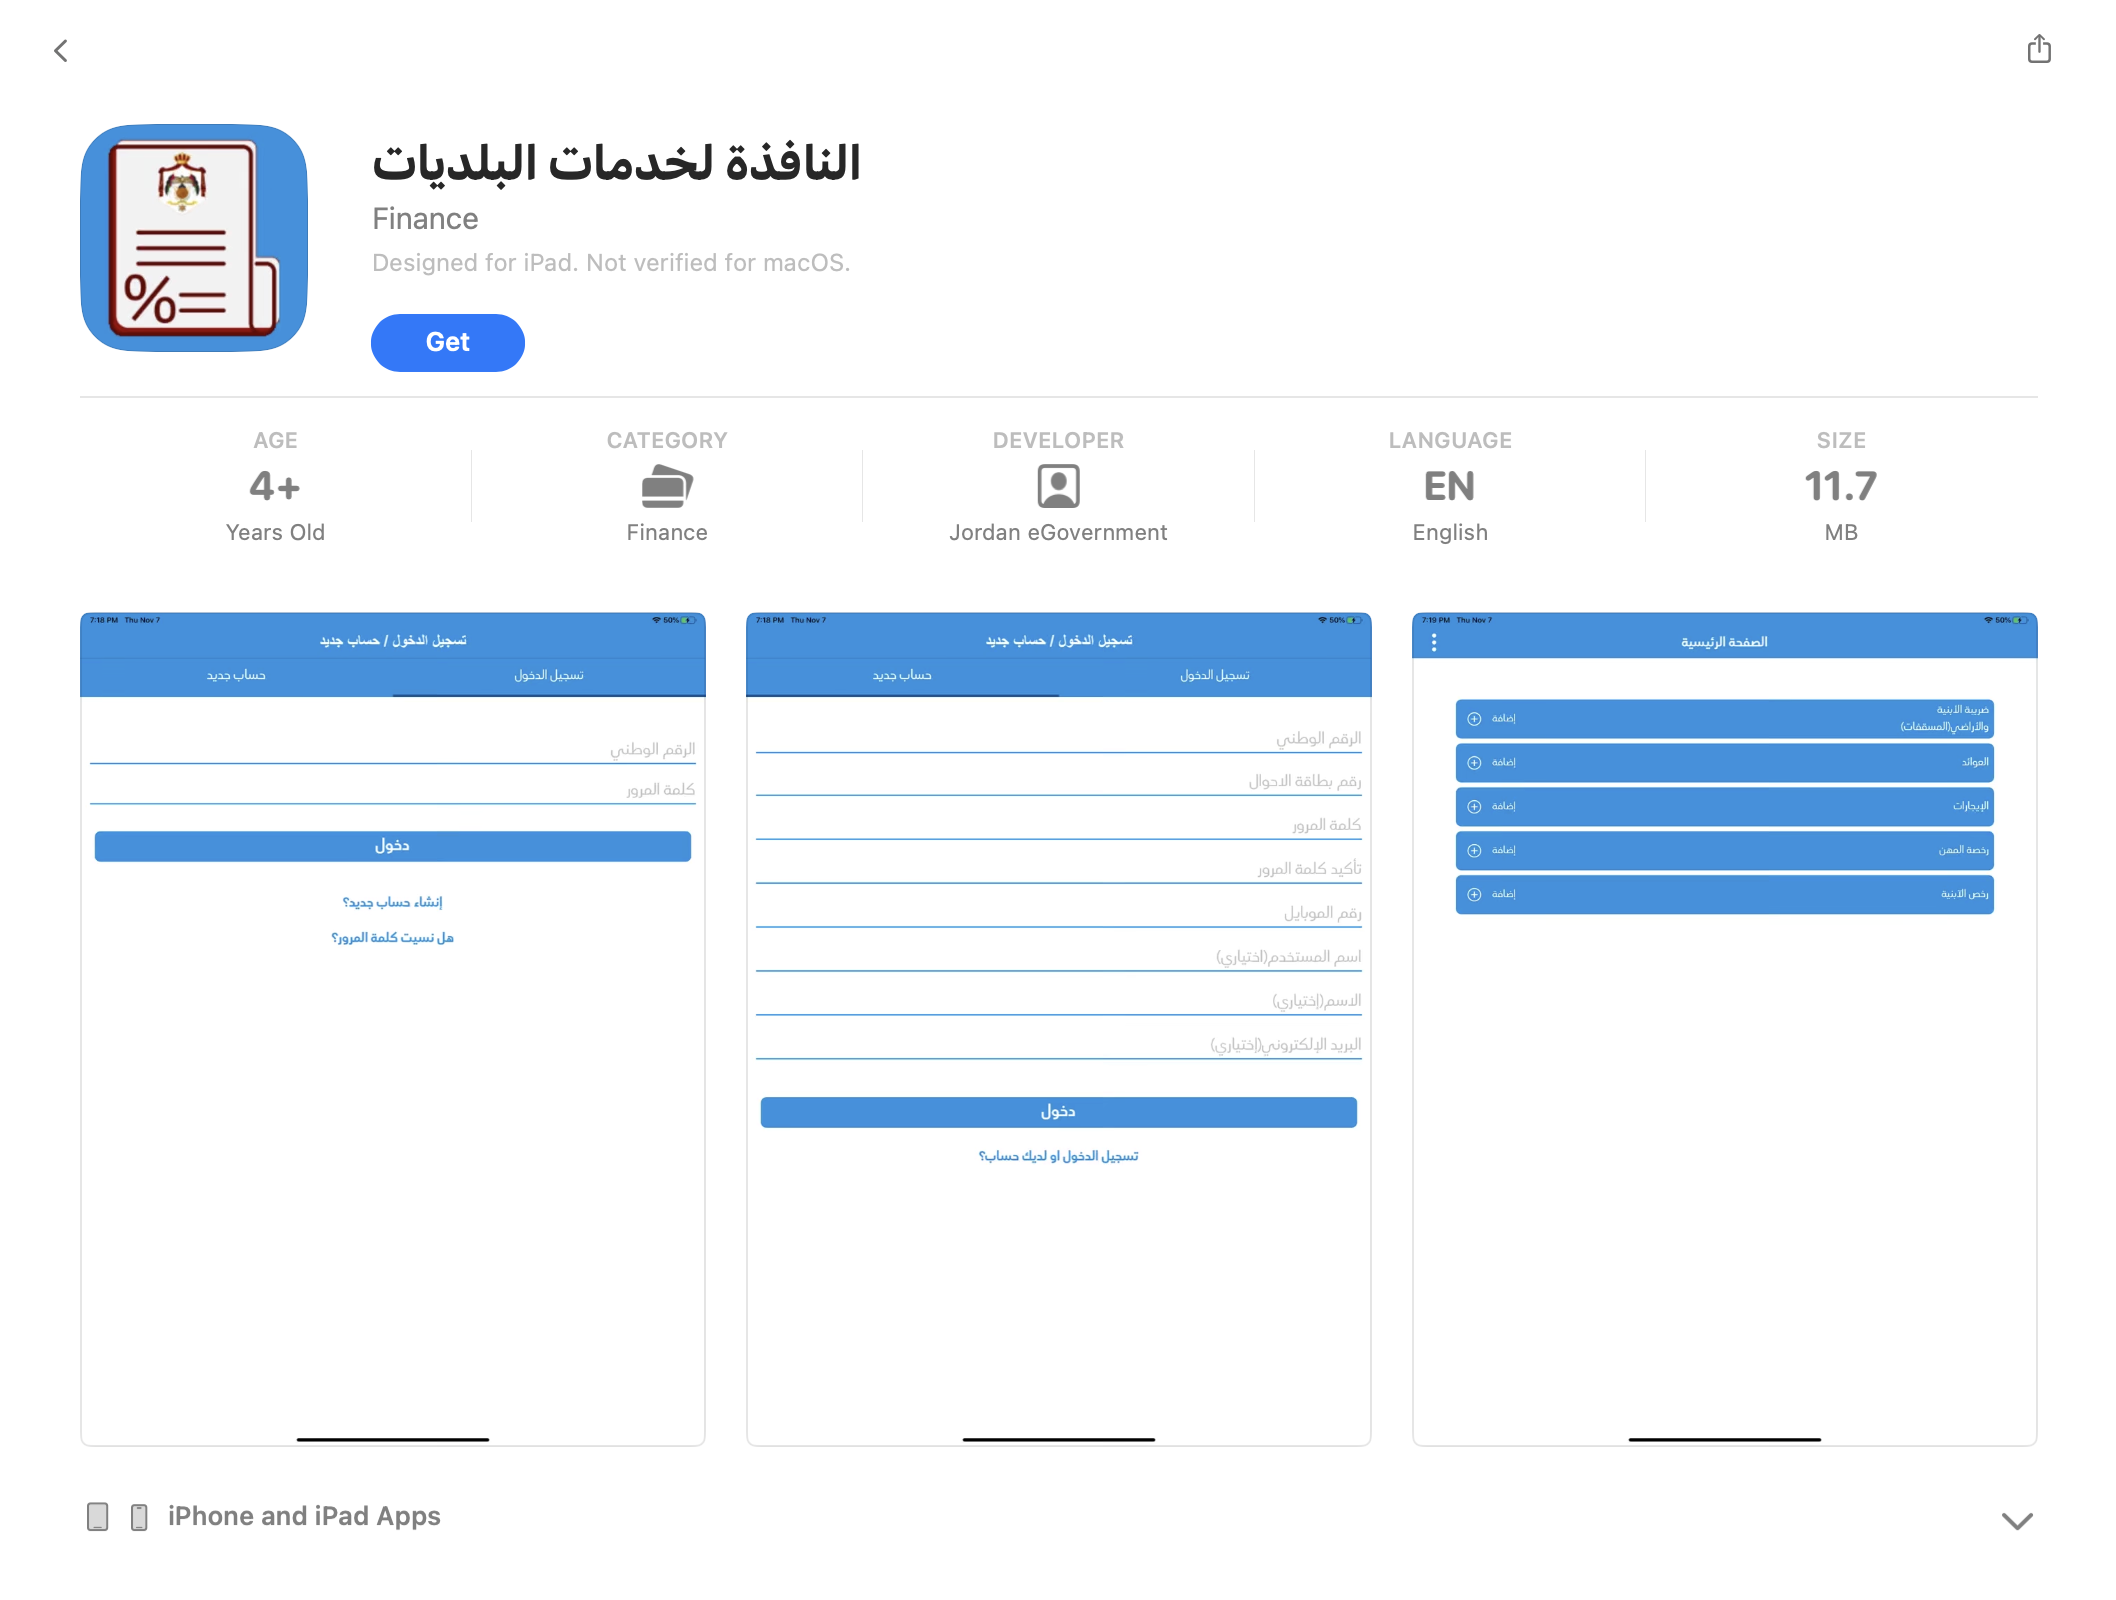 النافذة لخدمات البلديات
Finance
Designed for iPad. Not verified for macOS.
Get
AGE
4+
Years Old
CATEGORY
Finance
DEVELOPER
Jordan eGovernment
LANGUAGE
EN
English
SIZE
11.7
MB
7:18 PM Thu Nov 7
50%
تسجيل الدخول / حساب جديد
تسجيل الدخول
حساب جديد
الرقم الوطني
كلمة المرور
دخول
إنشاء حساب جديد؟
هل نسيت كلمة المرور؟
7:18 PM Thu Nov 7
50%
تسجيل الدخول / حساب جديد
تسجيل الدخول
حساب جديد
الرقم الوطني
رقم بطاقة الاحوال
كلمة المرور
تأكيد كلمة المرور
رقم الموبايل
اسم المستخدم(اختياري)
الاسم(إختياري)
البريد الإلكتروني(إختياري)
دخول
تسجيل الدخول او لديك حساب؟
7:19 PM Thu Nov 7
50%
الصفحة الرئيسية
ضريبة الأبنية
والأراضي(المسقفات)
إضافة
العوائد
إضافة
الإيجارات
إضافة
رخصة المهن
إضافة
رخص الأبنية
إضافة
%
iPhone and iPad Apps